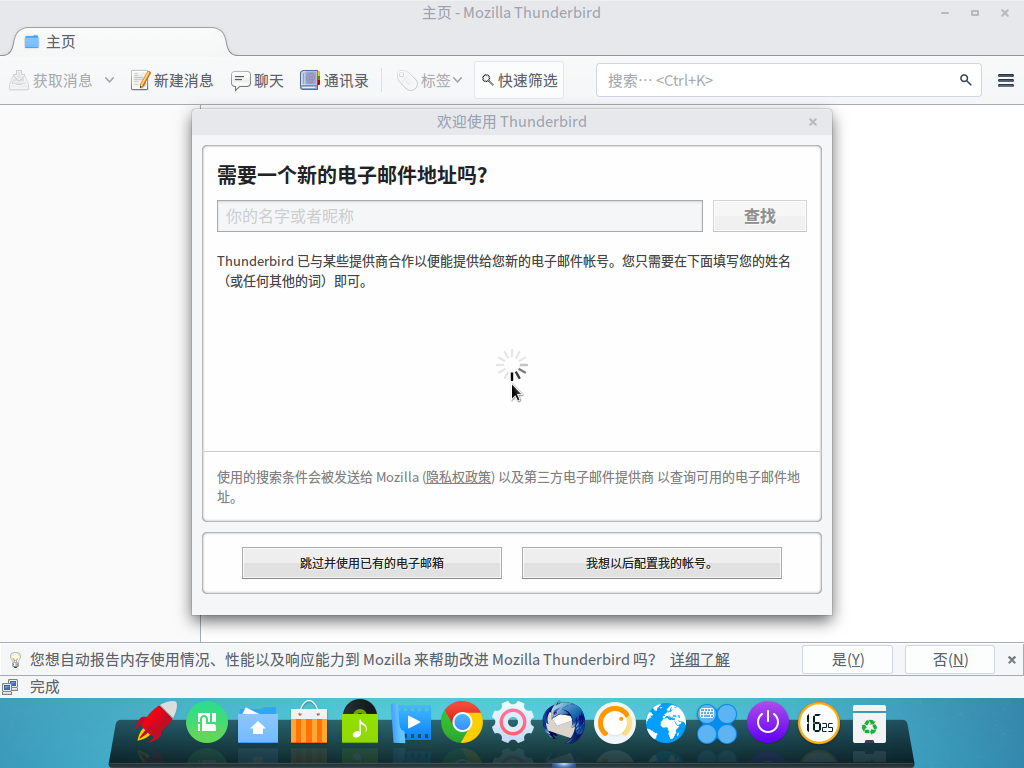 主页 - Mozilla Thunderbird
主页
获取消息 新建消息 聊天 通讯录 标签 快速筛选 搜索… <Ctrl+K>
欢迎使用 Thunderbird
需要一个新的电子邮件地址吗?
你的名字或者昵称 查找
Thunderbird 已与某些提供商合作以便能提供给您新的电子邮件帐号。您只需要在下面填写您的姓名
（或任何其他的词）即可。
使用的搜索条件会被发送给 Mozilla (隐私权政策) 以及第三方电子邮件提供商 以查询可用的电子邮件地
址。
跳过并使用已有的电子邮箱 我想以后配置我的帐号。
您想自动报告内存使用情况、性能以及响应能力到 Mozilla 来帮助改进 Mozilla Thunderbird 吗？ 详细了解 是(Y) 否(N)
完成
1625